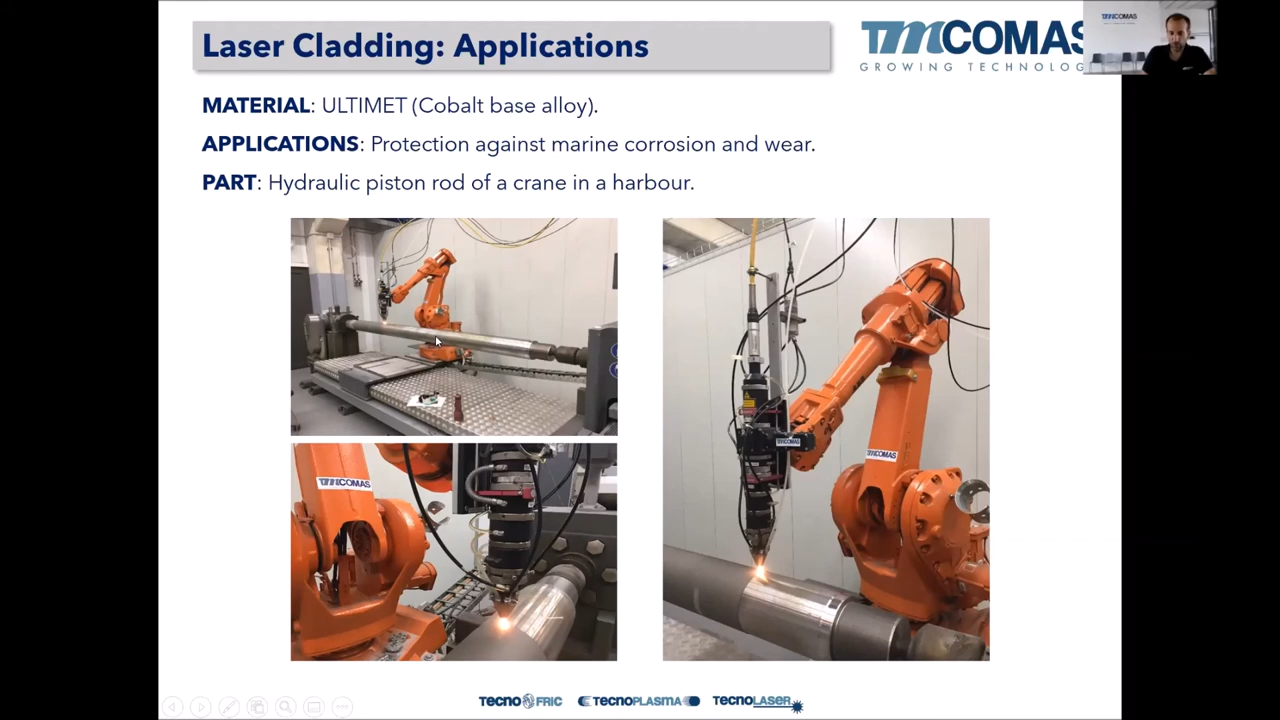 Laser Cladding: Applications
TMCOMAS
GROWING TECHNOLOG
TMCOMAS
MATERIAL: ULTIMET (Cobalt base alloy).
APPLICATIONS: Protection against marine corrosion and wear.
PART: Hydraulic piston rod of a crane in a harbour.
TMCOMAS
TMCOMAS
TMCOMAS
TECNOFRIC
TECNOPLASMA
TECNOLASER